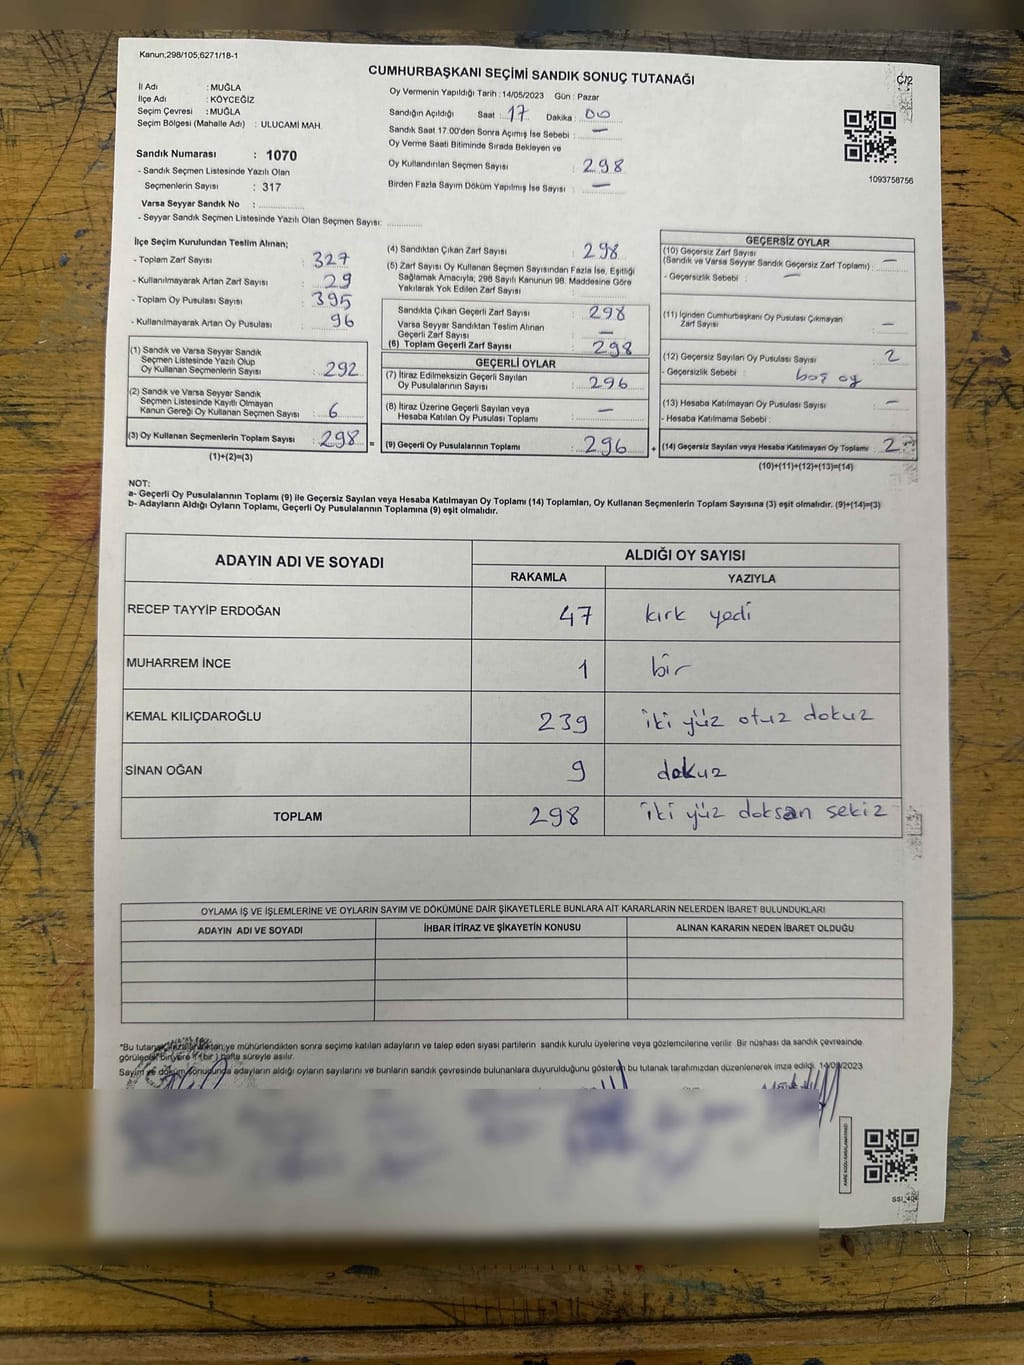 Kanun;298/105;6271/18-1
Ç/2
CUMHURBAŞKANI SEÇİMİ SANDIK SONUÇ TUTANAĞI
İl Adı : MUĞLA
İlçe Adı : KÖYCEĞİZ
Seçim Çevresi : MUĞLA
Seçim Bölgesi (Mahalle Adı) : ULUCAMİ MAH.
Sandık Numarası : 1070
- Sandık Seçmen Listesinde Yazılı Olan
Seçmenlerin Sayısı : 317
Varsa Seyyar Sandık No :
- Seyyar Sandık Seçmen Listesinde Yazılı Olan Seçmen Sayısı:
Oy Vermenin Yapıldığı Tarih : 14/05/2023 Gün : Pazar
Sandığın Açıldığı Saat : 17 Dakika : 00
Sandık Saat 17:00'den Sonra Açımış İse Sebebi : —
Oy Verme Saati Bitiminde Sırada Bekleyen ve
Oy Kullandırılan Seçmen Sayısı : 298
Birden Fazla Sayım Döküm Yapılmış İse Sayısı : —
1093758756
İlçe Seçim Kurulundan Teslim Alınan;
- Toplam Zarf Sayısı : 327
- Kullanılmayarak Artan Zarf Sayısı : 29
- Toplam Oy Pusulası Sayısı : 395
- Kullanılmayarak Artan Oy Pusulası : 96
(1) Sandık ve Varsa Seyyar Sandık
Seçmen Listesinde Yazılı Olup
Oy Kullanan Seçmenlerin Sayısı : 292
(2) Sandık ve Varsa Seyyar Sandık
Seçmen Listesinde Kayıtlı Olmayan
Kanun Gereği Oy Kullanan Seçmen Sayısı : 6
(3) Oy Kullanan Seçmenlerin Toplam Sayısı : 298 =
(1)+(2)=(3)
(4) Sandıktan Çıkan Zarf Sayısı : 298
(5) Zarf Sayısı Oy Kullanan Seçmen Sayısından Fazla İse, Eşitliği
Sağlamak Amacıyla; 298 Sayılı Kanunun 98. Maddesine Göre
Yakılarak Yok Edilen Zarf Sayısı :
Sandıkta Çıkan Geçerli Zarf Sayısı : 298
Varsa Seyyar Sandıktan Teslim Alınan
Geçerli Zarf Sayısı : —
(6) Toplam Geçerli Zarf Sayısı : 298
GEÇERLİ OYLAR
(7) İtiraz Edilmeksizin Geçerli Sayılan
Oy Pusulalarının Sayısı : 296
(8) İtiraz Üzerine Geçerli Sayılan veya
Hesaba Katılan Oy Pusulası Toplamı : —
(9) Geçerli Oy Pusulalarının Toplamı : 296 +
GEÇERSİZ OYLAR
(10) Geçersiz Zarf Sayısı
(Sandık ve Varsa Seyyar Sandık Geçersiz Zarf Toplamı) : —
- Geçersizlik Sebebi : —
(11) İçinden Cumhurbaşkanı Oy Pusulası Çıkmayan
Zarf Sayısı : —
(12) Geçersiz Sayılan Oy Pusulası Sayısı : 2
- Geçersizlik Sebebi : boş oy
(13) Hesaba Katılmayan Oy Pusulası Sayısı : —
- Hesaba Katılmama Sebebi :
(14) Geçersiz Sayılan veya Hesaba Katılmayan Oy Toplamı : 2
(10)+(11)+(12)+(13)=(14)
NOT:
a- Geçerli Oy Pusulalarının Toplamı (9) ile Geçersiz Sayılan veya Hesaba Katılmayan Oy Toplamı (14) Toplamları, Oy Kullanan Seçmenlerin Toplam Sayısına (3) eşit olmalıdır. (9)+(14)=(3)
b- Adayların Aldığı Oyların Toplamı, Geçerli Oy Pusulalarının Toplamına (9) eşit olmalıdır.
ADAYIN ADI VE SOYADI ALDIĞI OY SAYISI
RAKAMLA YAZIYLA
RECEP TAYYİP ERDOĞAN 47 kırk yedi
MUHARREM İNCE 1 bir
KEMAL KILIÇDAROĞLU 239 iki yüz otuz dokuz
SİNAN OĞAN 9 dokuz
TOPLAM 298 iki yüz doksan sekiz
OYLAMA İŞ VE İŞLEMLERİNE VE OYLARIN SAYIM VE DÖKÜMÜNE DAİR ŞİKAYETLERLE BUNLARA AİT KARARLARIN NELERDEN İBARET BULUNDUKLARI
ADAYIN ADI VE SOYADI İHBAR İTİRAZ VE ŞİKAYETİN KONUSU ALINAN KARARIN NEDEN İBARET OLDUĞU
*Bu tutanak ve mühürlendikten sonra seçime katılan adayların ve talep eden siyasi partilerin sandık kurulu üyelerine veya gözlemcilerine verilir. Bir nüshası da sandık çevresinde
görülecek bir yere 1 (bir) hafta süreyle asılır.
Sayım ve döküm sonucunda adayların aldığı oyların sayılarını ve bunların sandık çevresinde bulunanlara duyurulduğunu gösteren bu tutanak tarafımızdan düzenlenerek imza edildi.